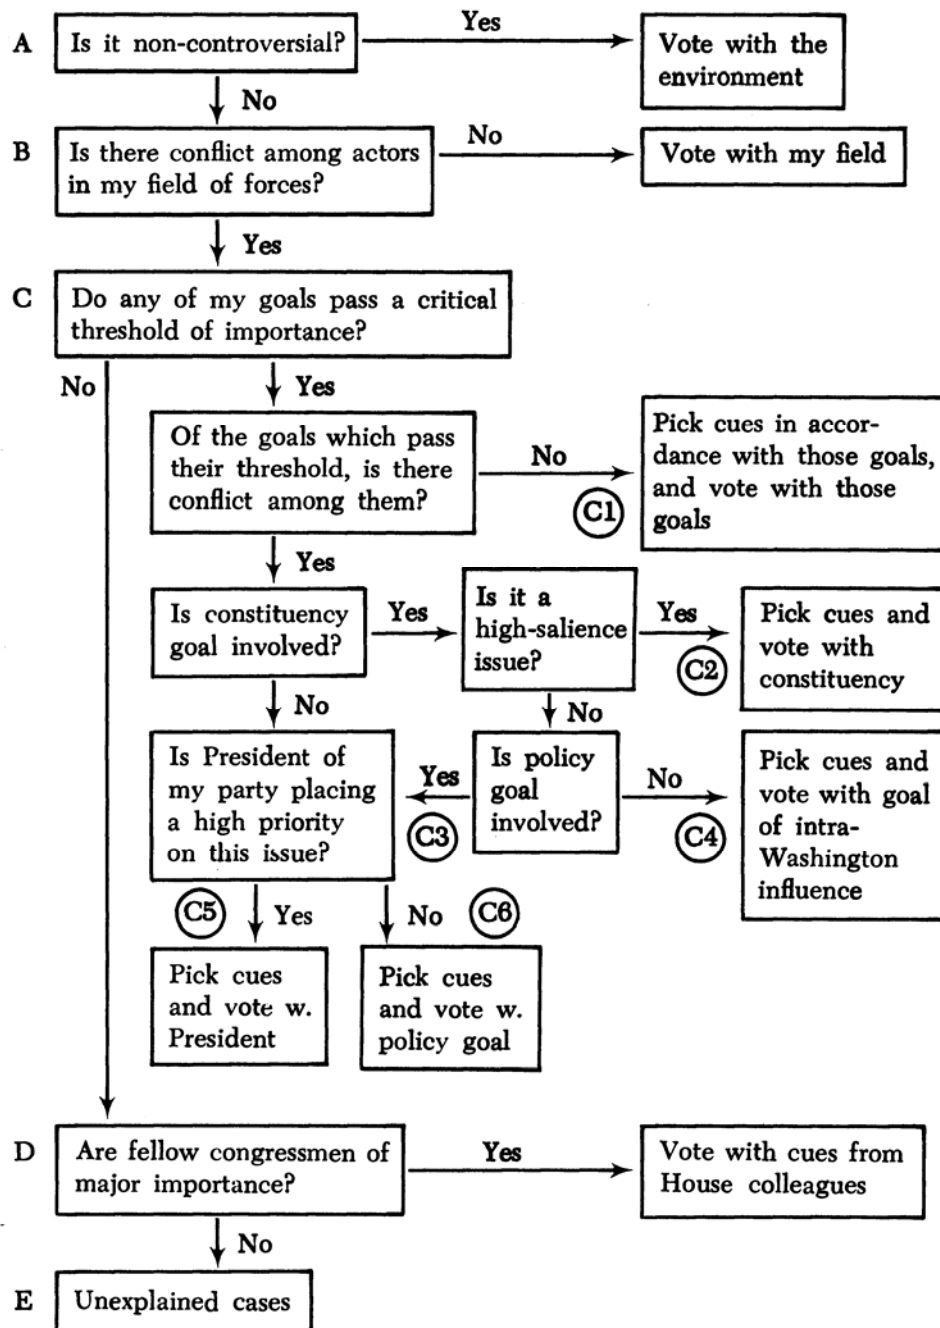 A
Is it non-controversial?
Yes
Vote with the
environment
No
B
Is there conflict among actors
in my field of forces?
No
Vote with my field
Yes
C
Do any of my goals pass a critical
threshold of importance?
No
Yes
Of the goals which pass
their threshold, is there
conflict among them?
No
C1
Pick cues in accor-
dance with those goals,
and vote with those
goals
Yes
Is constituency
goal involved?
Yes
Is it a
high-salience
issue?
Yes
C2
Pick cues and
vote with
constituency
No
No
Is President of
my party placing
a high priority
on this issue?
Yes
C3
Is policy
goal
involved?
No
C4
Pick cues and
vote with goal
of intra-
Washington
influence
C5
Yes
No
C6
Pick cues
and vote w.
President
Pick cues
and vote w.
policy goal
D
Are fellow congressmen of
major importance?
Yes
Vote with cues from
House colleagues
No
E
Unexplained cases